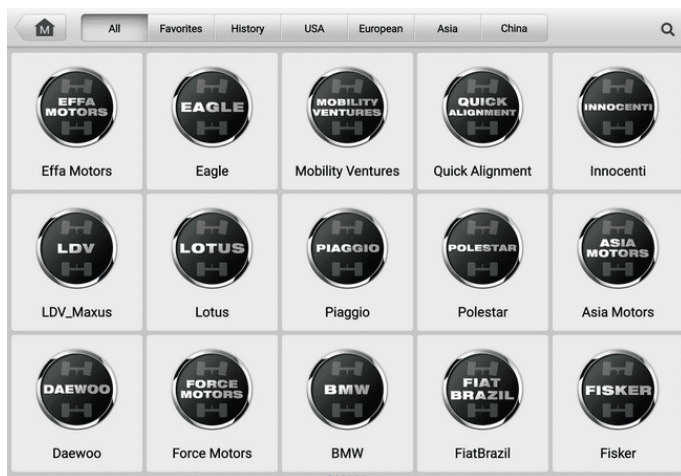 M All Favorites History USA European Asia China
EFFA MOTORS
EAGLE
MOBILITY VENTURES
QUICK ALIGNMENT
INNOCENTI
Effa Motors Eagle Mobility Ventures Quick Alignment Innocenti
LDV
LOTUS
PIAGGIO
POLESTAR
ASIA MOTORS
LDV_Maxus Lotus Piaggio Polestar Asia Motors
DAEWOO
FORCE MOTORS
BMW
FIAT BRAZIL
FISKER
Daewoo Force Motors BMW FiatBrazil Fisker